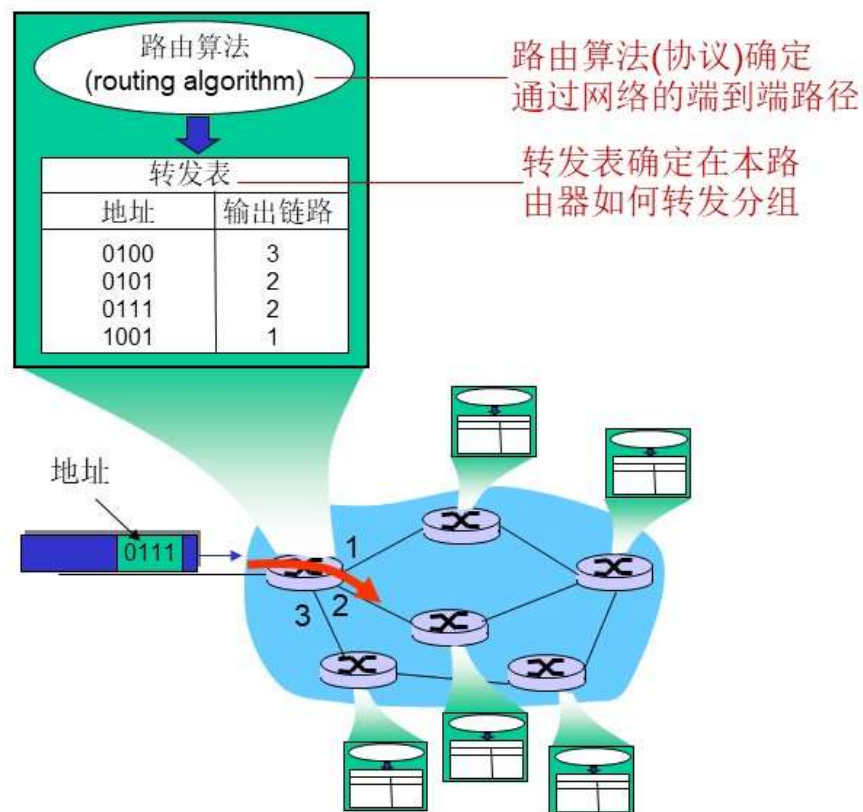 路由算法
(routing algorithm)
路由算法(协议)确定
通过网络的端到端路径
转发表
转发表确定在本路
由器如何转发分组
地址 输出链路
0100 3
0101 2
0111 2
1001 1
地址
0111
1
2
3